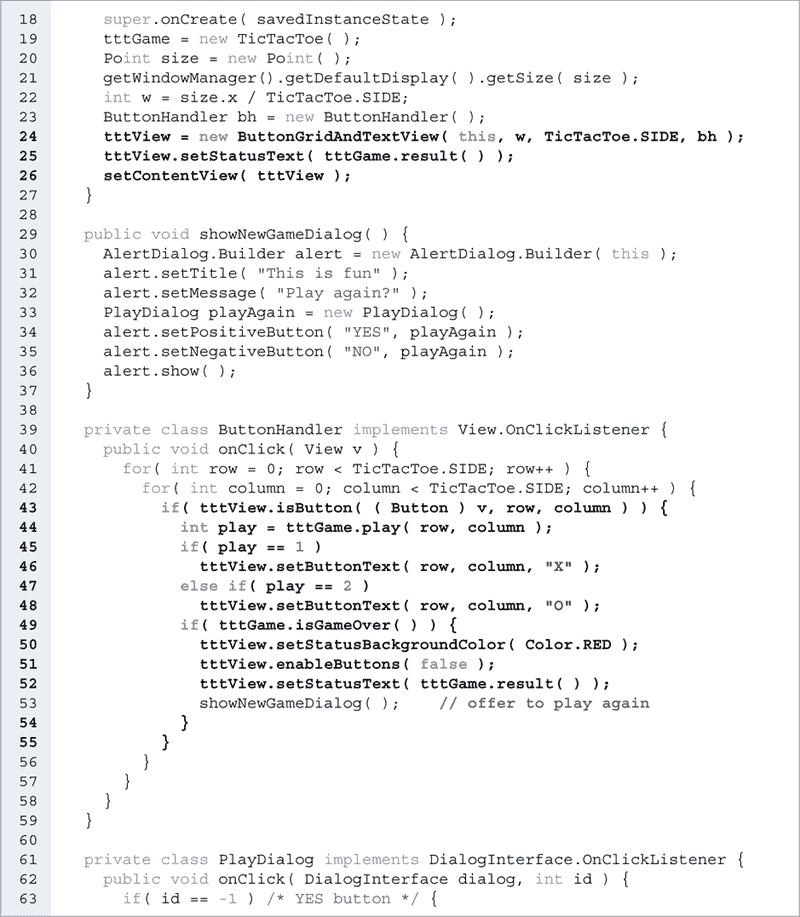 18 super.onCreate( savedInstanceState );
19 tttGame = new TicTacToe( );
20 Point size = new Point( );
21 getWindowManager().getDefaultDisplay( ).getSize( size );
22 int w = size.x / TicTacToe.SIDE;
23 ButtonHandler bh = new ButtonHandler( );
24 tttView = new ButtonGridAndTextView( this, w, TicTacToe.SIDE, bh );
25 tttView.setStatusText( tttGame.result( ) );
26 setContentView( tttView );
27 }
28
29 public void showNewGameDialog( ) {
30 AlertDialog.Builder alert = new AlertDialog.Builder( this );
31 alert.setTitle( "This is fun" );
32 alert.setMessage( "Play again?" );
33 PlayDialog playAgain = new PlayDialog( );
34 alert.setPositiveButton( "YES", playAgain );
35 alert.setNegativeButton( "NO", playAgain );
36 alert.show( );
37 }
38
39 private class ButtonHandler implements View.OnClickListener {
40 public void onClick( View v ) {
41 for( int row = 0; row < TicTacToe.SIDE; row++ ) {
42 for( int column = 0; column < TicTacToe.SIDE; column++ ) {
43 if( tttView.isButton( ( Button ) v, row, column ) ) {
44 int play = tttGame.play( row, column );
45 if( play == 1 )
46 tttView.setButtonText( row, column, "X" );
47 else if( play == 2 )
48 tttView.setButtonText( row, column, "O" );
49 if( tttGame.isGameOver( ) ) {
50 tttView.setStatusBackgroundColor( Color.RED );
51 tttView.enableButtons( false );
52 tttView.setStatusText( tttGame.result( ) );
53 showNewGameDialog( ); // offer to play again
54 }
55 }
56 }
57 }
58 }
59 }
60
61 private class PlayDialog implements DialogInterface.OnClickListener {
62 public void onClick( DialogInterface dialog, int id ) {
63 if( id == -1 ) /* YES button */ {